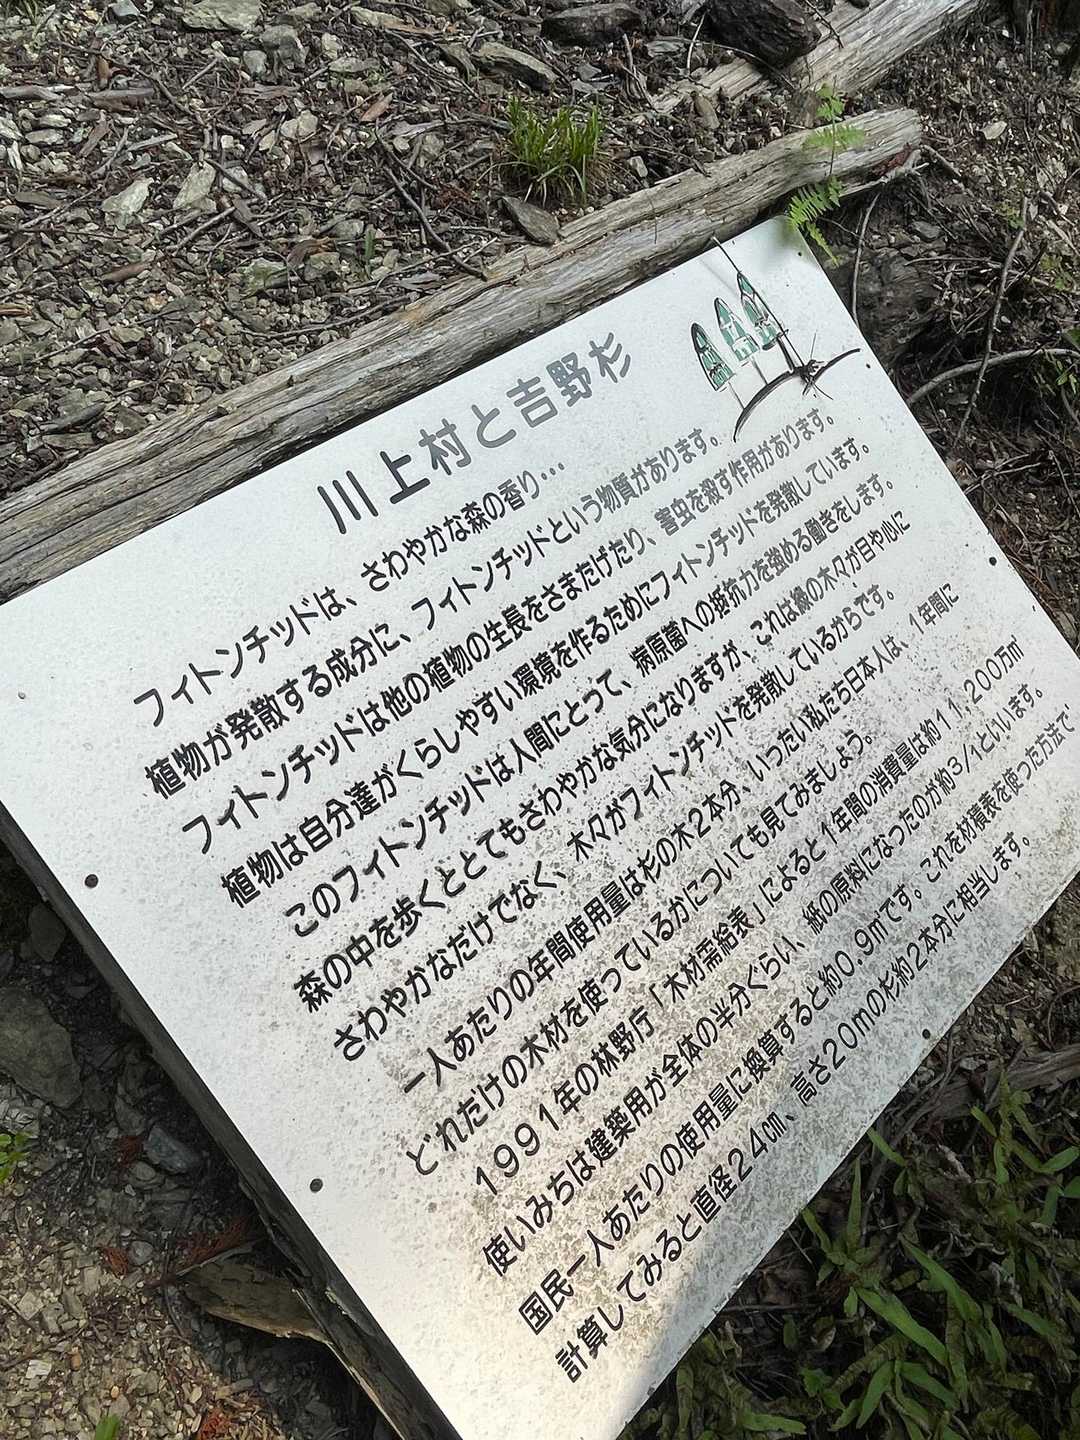 川上村と吉野杉
フィトンチッドは、さわやかな森の香り…
植物が発散する成分に、フィトンチッドという物質があります。
フィトンチッドは他の植物の生長をさまたげたり、害虫を殺す作用があります。
植物は自分達がくらしやすい環境を作るためにフィトンチッドを発散しています。
このフィトンチッドは人間にとって、病原菌への抵抗力を強める働きをします。
森の中を歩くととてもさわやかな気分になりますが、これは緑の木々が目や心に
さわやかなだけでなく、木々がフィトンチッドを発散しているからです。
一人あたりの年間使用量は杉の木2本分、いったい私たち日本人は、1年間に
どれだけの木材を使っているかについても見てみましょう。
1991年の林野庁「木材需給表」によると1年間の消費量は約11,200万㎥
使いみちは建築用が全体の半分ぐらい、紙の原料になったのが約3/1といいます。
国民一人あたりの使用量に換算すると約0.9㎥です。これを材積表を使った方法で
計算してみると直径24㎝、高さ20mの杉約2本分に相当します。